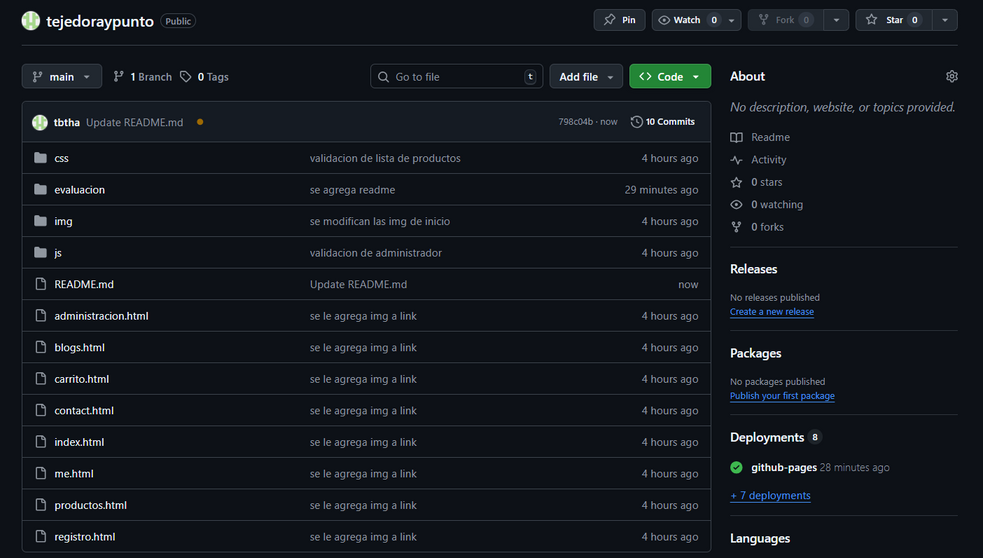 tejedoraypunto Public
Pin
Watch 0
Fork 0
Star 0
main
1 Branch
0 Tags
Go to file t
Add file
Code
tbtha Update README.md
798c04b · now
10 Commits
css validacion de lista de productos 4 hours ago
evaluacion se agrega readme 29 minutes ago
img se modifican las img de inicio 4 hours ago
js validacion de administrador 4 hours ago
README.md Update README.md now
administracion.html se le agrega img a link 4 hours ago
blogs.html se le agrega img a link 4 hours ago
carrito.html se le agrega img a link 4 hours ago
contact.html se le agrega img a link 4 hours ago
index.html se le agrega img a link 4 hours ago
me.html se le agrega img a link 4 hours ago
productos.html se le agrega img a link 4 hours ago
registro.html se le agrega img a link 4 hours ago
About
No description, website, or topics provided.
Readme
Activity
0 stars
0 watching
0 forks
Releases
No releases published
Create a new release
Packages
No packages published
Publish your first package
Deployments 8
github-pages 28 minutes ago
+ 7 deployments
Languages